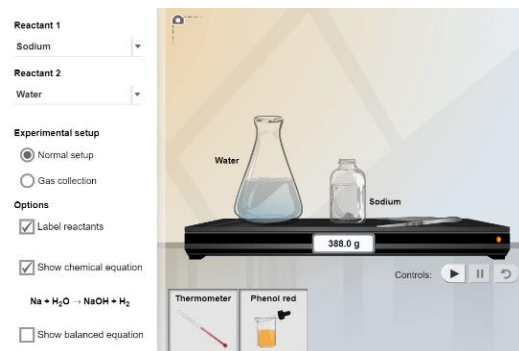 Reactant 1
Sodium
Reactant 2
Water
Experimental setup
Normal setup
Gas collection
Options
Label reactants
Show chemical equation
Na + H₂O → NaOH + H₂
Show balanced equation
Water
Sodium
388.0 g
Controls:
Thermometer
Phenol red